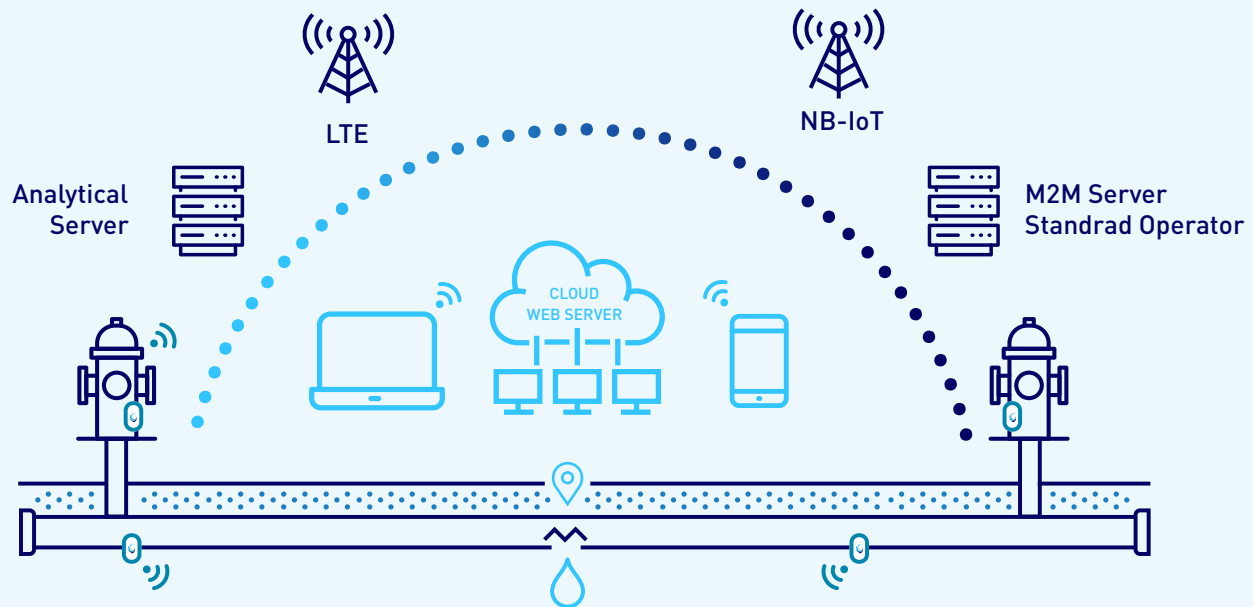 LTE
NB-IoT
Analytical
Server
M2M Server
Standrad Operator
CLOUD
WEB SERVER